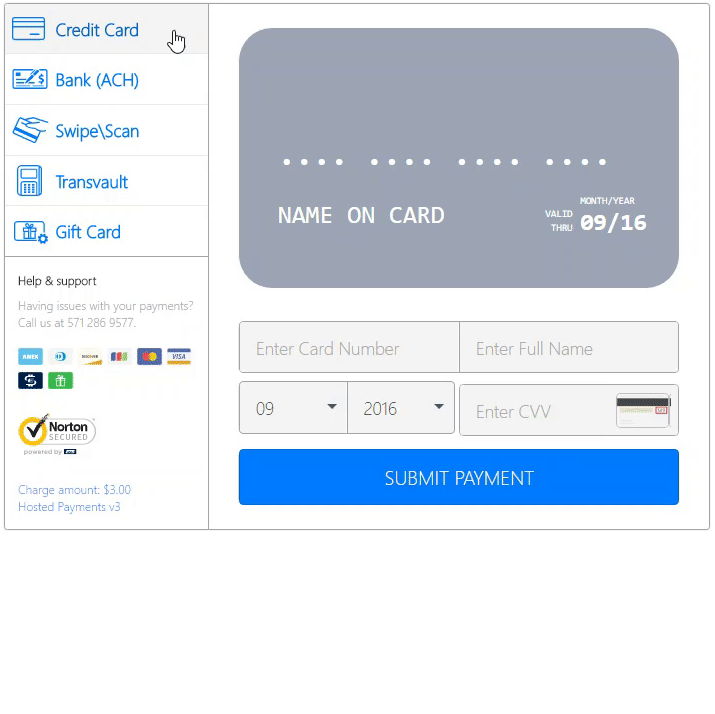 Credit Card
Bank (ACH)
Swipe\Scan
Transvault
Gift Card
Help & support
Having issues with your payments?
Call us at 571 286 9577.
AMEX
DISCOVER
VISA
Norton
SECURED
powered by
Charge amount: $3.00
Hosted Payments v3
NAME ON CARD
MONTH/YEAR
VALID
THRU
09/16
Enter Card Number
Enter Full Name
09
2016
Enter CVV
SUBMIT PAYMENT